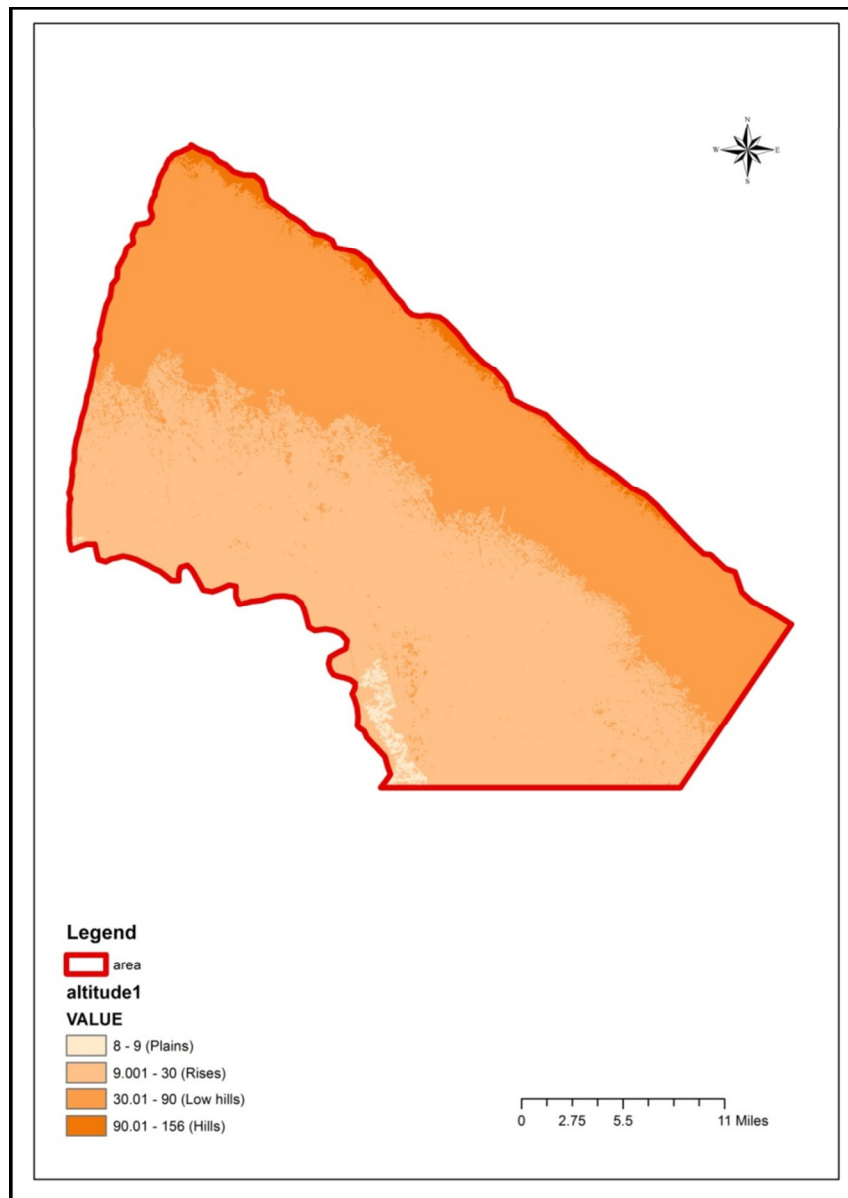 N
W E
S
Legend
area
altitude1
VALUE
8 - 9 (Plains)
9.001 - 30 (Rises)
30.01 - 90 (Low hills)
90.01 - 156 (Hills)
0 2.75 5.5 11 Miles